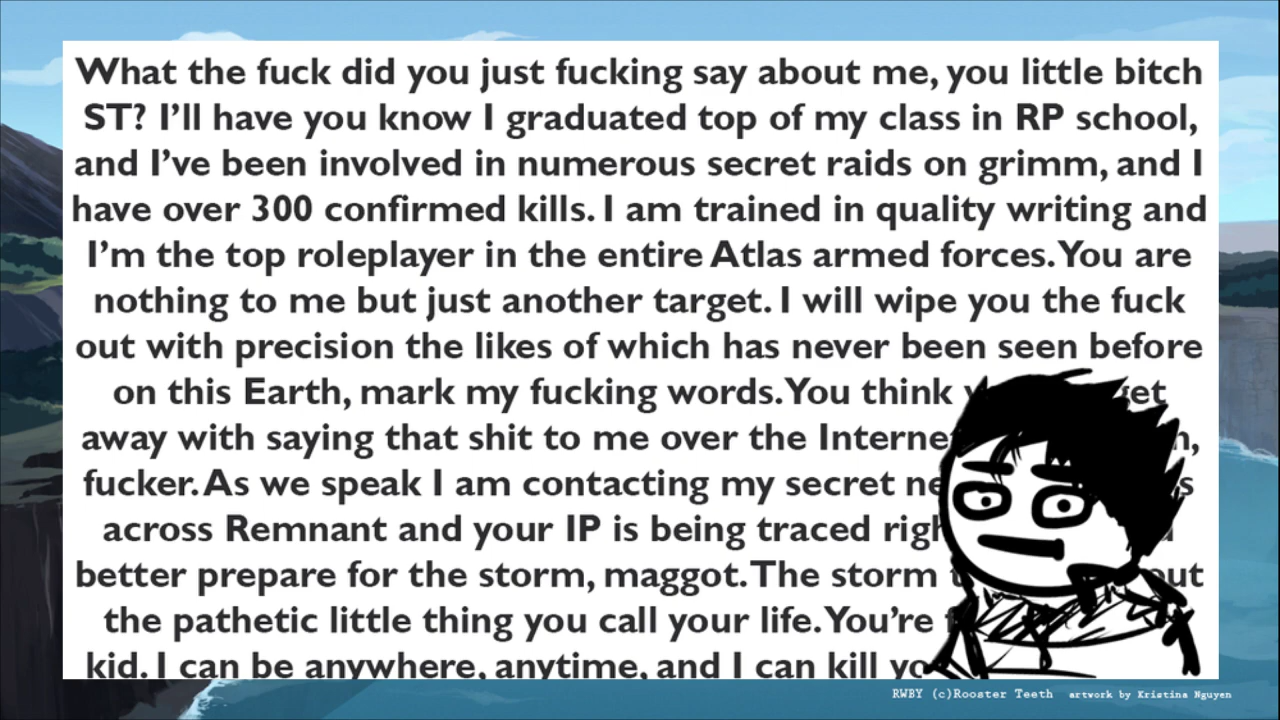 What the fuck did you just fucking say about me, you little bitch
ST? I’ll have you know I graduated top of my class in RP school,
and I’ve been involved in numerous secret raids on grimm, and I
have over 300 confirmed kills. I am trained in quality writing and
I’m the top roleplayer in the entire Atlas armed forces. You are
nothing to me but just another target. I will wipe you the fuck
out with precision the likes of which has never been seen before
on this Earth, mark my fucking words. You think
away with saying that shit to me over the
fucker. As we speak I am contacting my secret
across Remnant and your IP is being traced
better prepare for the storm, maggot. The storm
the pathetic little thing you call your life. You’re
kid. I can be anywhere, anytime, and I can kill
RWBY (c)Rooster Teeth artwork by Kristina Nguyen